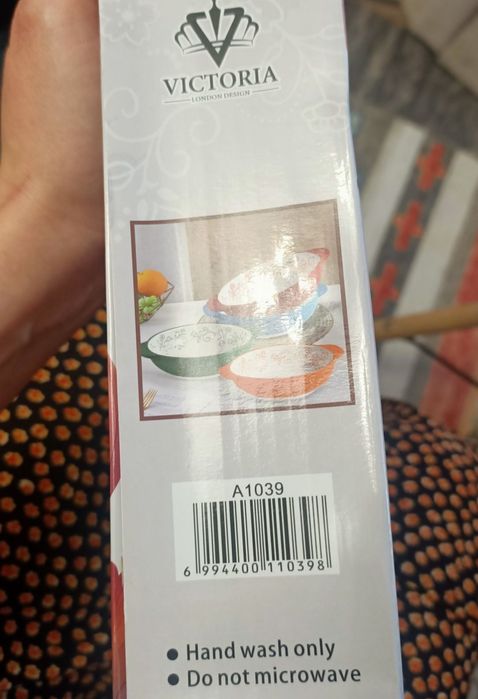 VICTORIA
LONDON DESIGN
A1039
6 994400 110398
• Hand wash only
• Do not microwave